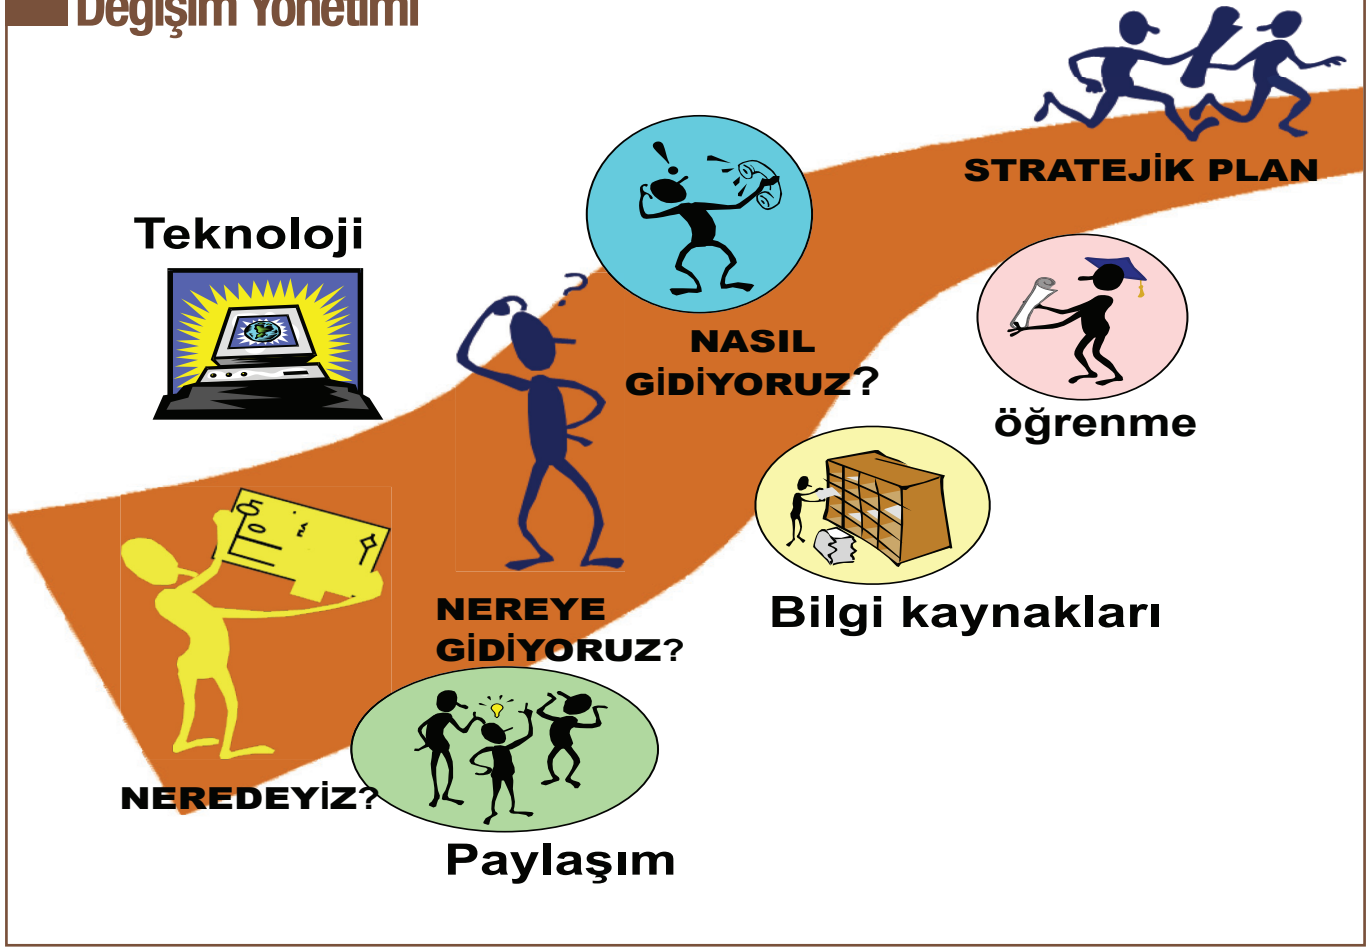 Değişim Yönetimi
STRATEJİK PLAN
Teknoloji
NASIL
GİDİYORUZ?
öğrenme
NEREYE
GİDİYORUZ?
Bilgi kaynakları
NEREDEYİZ?
Paylaşım